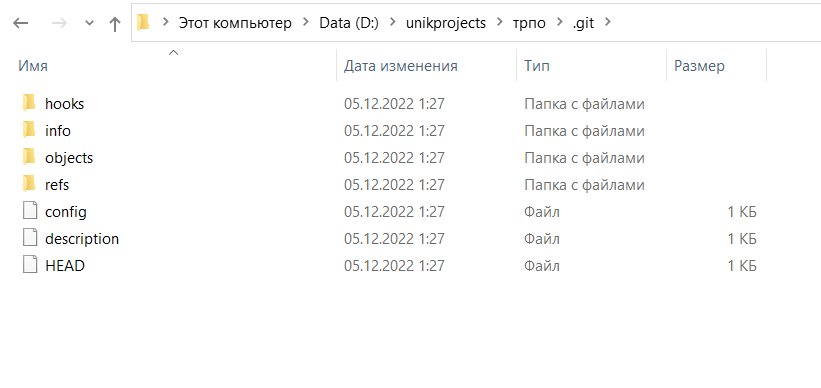 Этот компьютер > Data (D:) > unikprojects > трпо > .git >
Имя Дата изменения Тип Размер
hooks 05.12.2022 1:27 Папка с файлами
info 05.12.2022 1:27 Папка с файлами
objects 05.12.2022 1:27 Папка с файлами
refs 05.12.2022 1:27 Папка с файлами
config 05.12.2022 1:27 Файл 1 КБ
description 05.12.2022 1:27 Файл 1 КБ
HEAD 05.12.2022 1:27 Файл 1 КБ